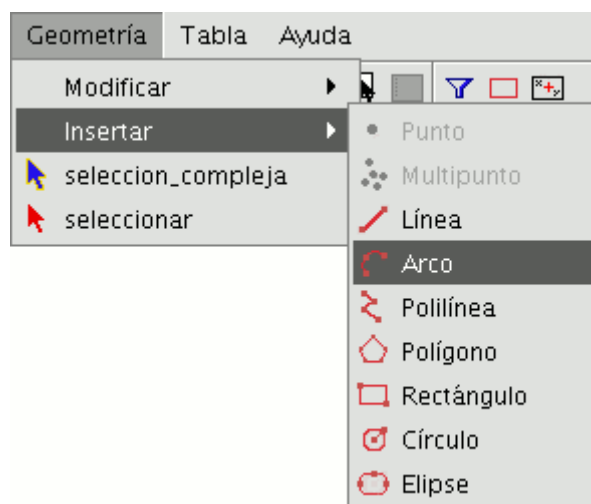 Geometría Tabla Ayuda
Modificar
Insertar
seleccion_compleja
seleccionar
Punto
Multipunto
Línea
Arco
Polilínea
Polígono
Rectángulo
Círculo
Elipse